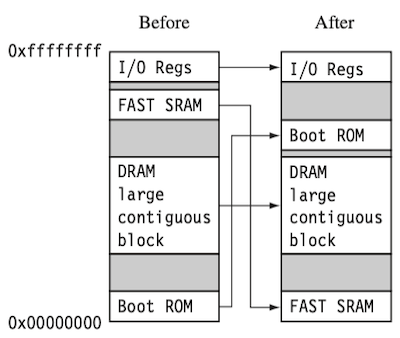 Before
After
0xffffffff
I/O Regs
I/O Regs
FAST SRAM
Boot ROM
DRAM
large
contiguous
block
DRAM
large
contiguous
block
Boot ROM
FAST SRAM
0x00000000